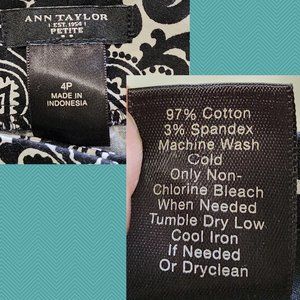 ANN TAYLOR
EST. 1954
PETITE
4P
MADE IN
INDONESIA
97% Cotton
3% Spandex
Machine Wash
Cold
Only Non-
Chlorine Bleach
When Needed
Tumble Dry Low
Cool Iron
If Needed
Or Dryclean